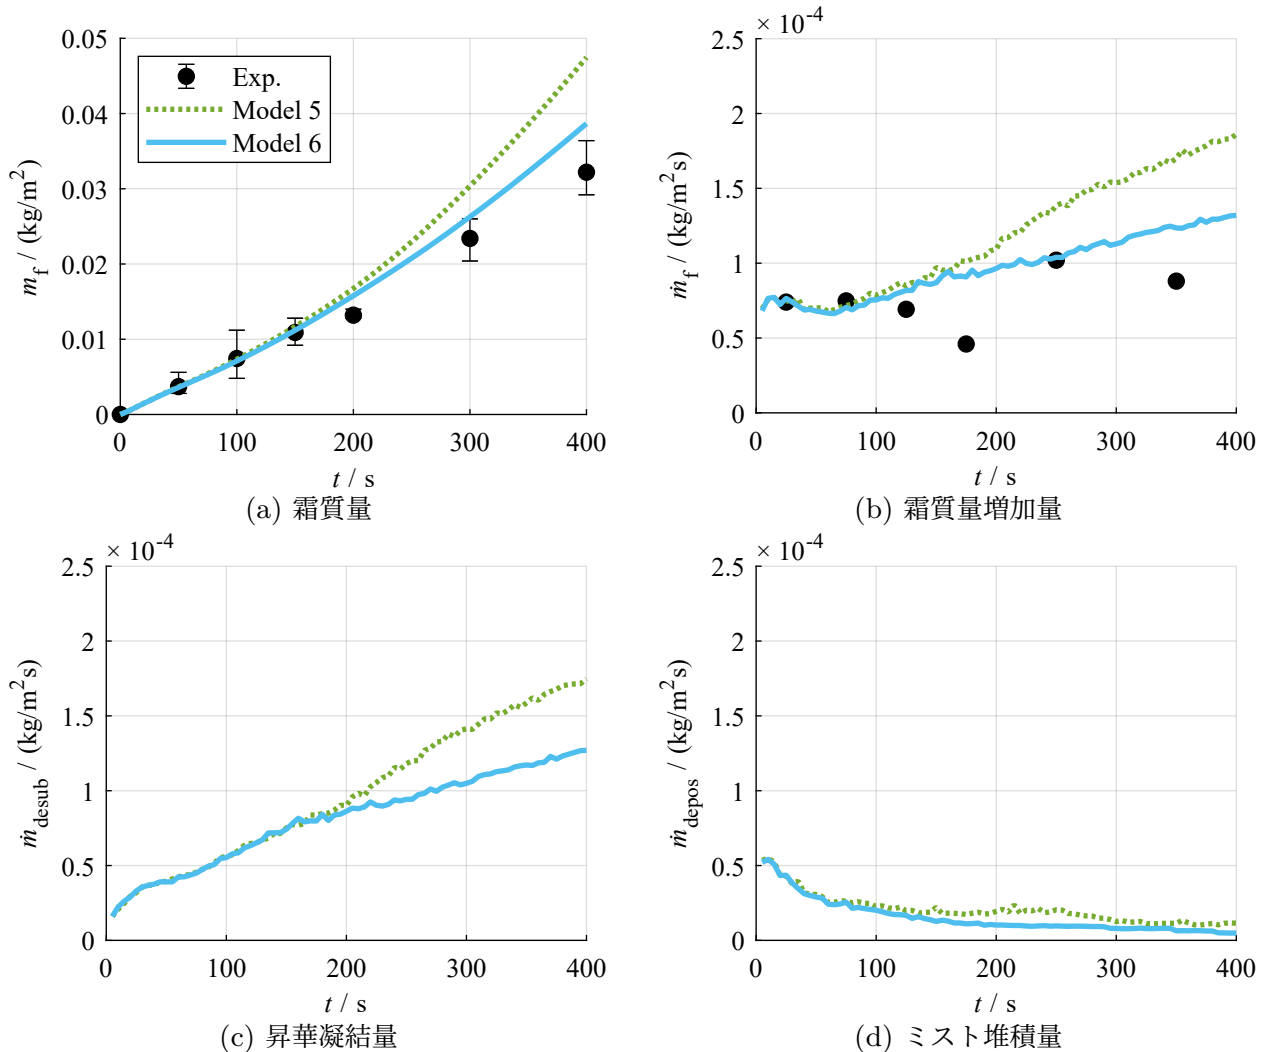 0.05
0.04
0.03
0.02
0.01
0
Exp.
Model 5
Model 6
m_f / (kg/m²)
0 100 200 300 400
t / s
(a) 霜質量
× 10⁻⁴
2.5
2
1.5
1
0.5
0
ṁ_f / (kg/m²s)
0 100 200 300 400
t / s
(b) 霜質量増加量
× 10⁻⁴
2.5
2
1.5
1
0.5
0
ṁ_desub / (kg/m²s)
0 100 200 300 400
t / s
(c) 昇華凝結量
× 10⁻⁴
2.5
2
1.5
1
0.5
0
ṁ_depos / (kg/m²s)
0 100 200 300 400
t / s
(d) ミスト堆積量